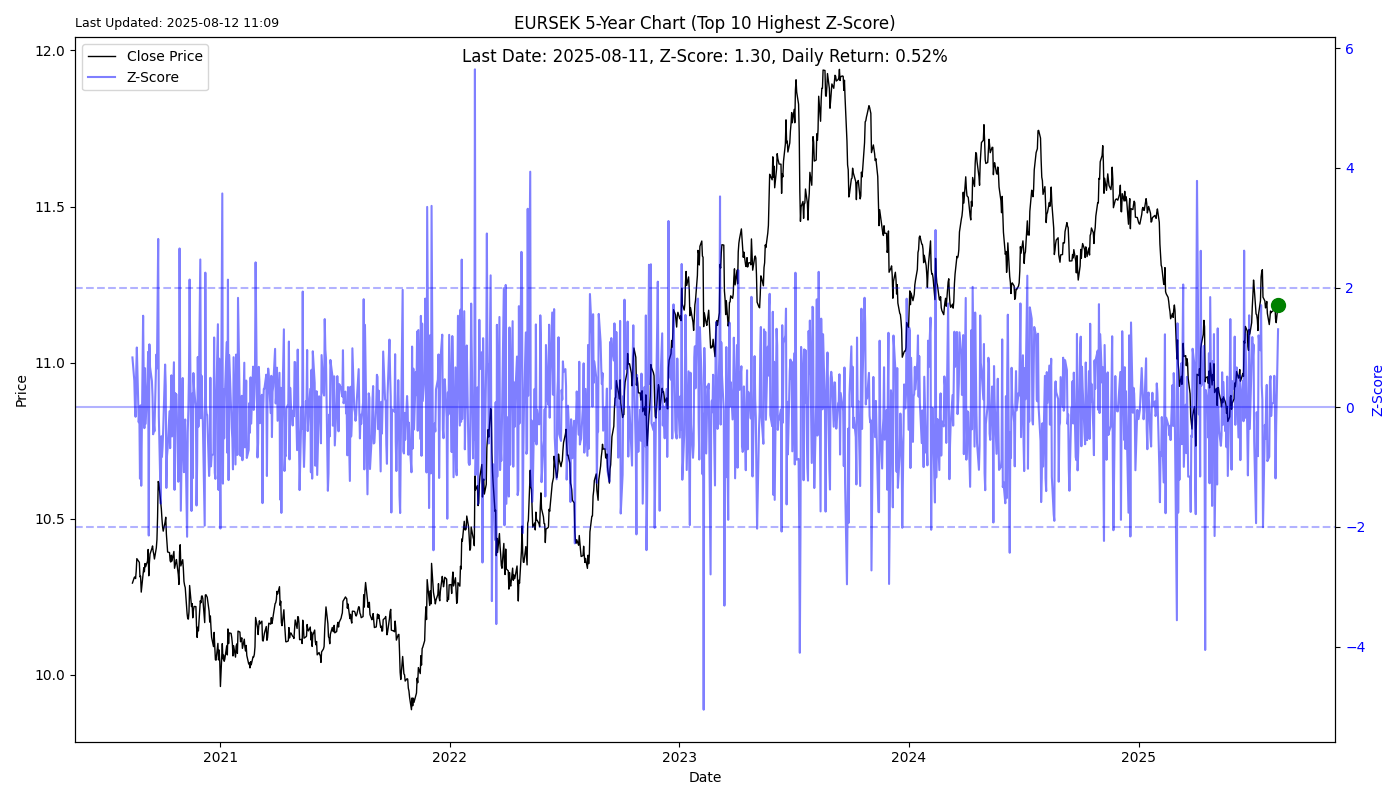 Last Updated: 2025-08-12 11:09
EURSEK 5-Year Chart (Top 10 Highest Z-Score)
Last Date: 2025-08-11, Z-Score: 1.30, Daily Return: 0.52%
Close Price
Z-Score
12.0
11.5
11.0
10.5
10.0
Price
6
4
2
0
−2
−4
Z-Score
2021
2022
2023
2024
2025
Date